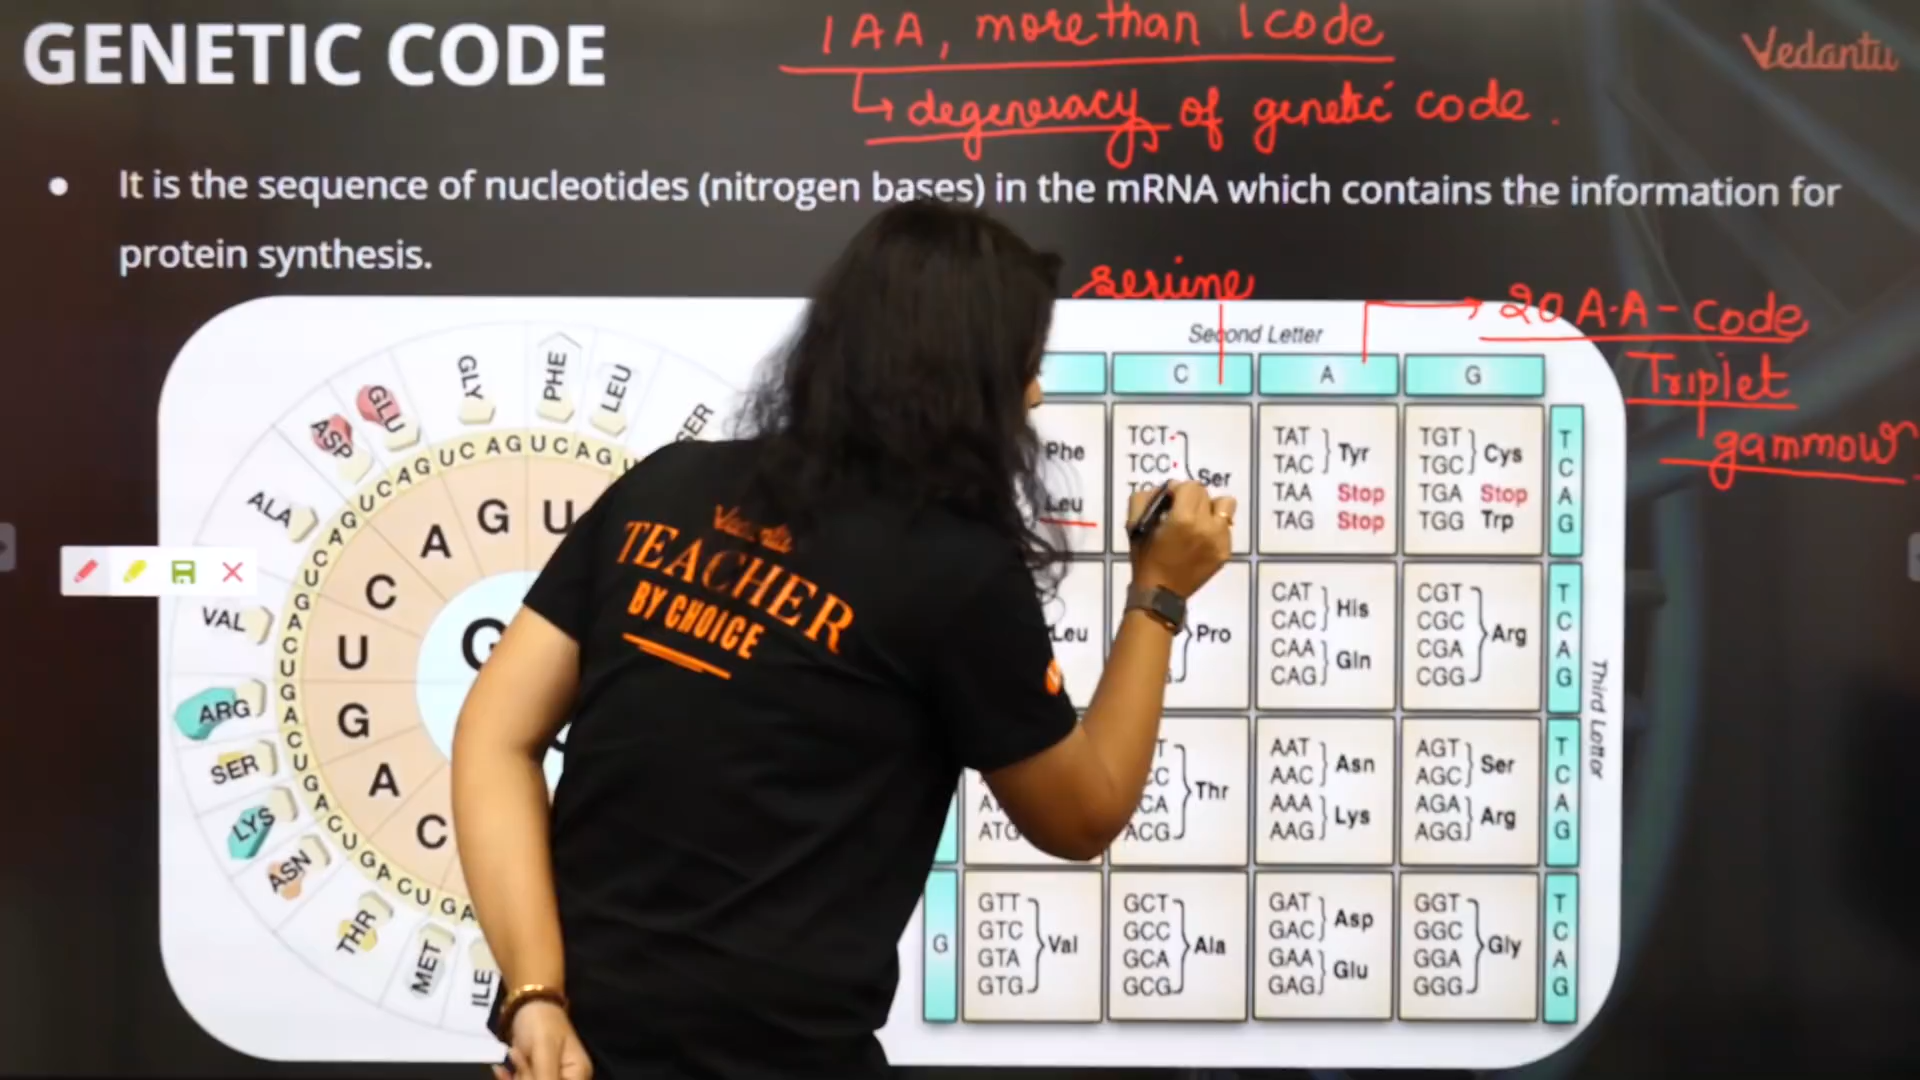 GENETIC CODE
1 AA, more than 1 code
Vedantu
↳ degeneracy of genetic code.
● It is the sequence of nucleotides (nitrogen bases) in the mRNA which contains the information for
protein synthesis.
seriine
20 A.A - Code
Triplet
gammow
Second Letter
C A G
Phe
Leu
TCT
TCC
Ser
TAT
TAC
Tyr
TAA Stop
TAG Stop
TGT
TGC
Cys
TGA Stop
TGG Trp
T
C
A
G
Leu
Pro
CAT
CAC
His
CAA
CAG
Gln
CGT
CGC
CGA
CGG
Arg
T
C
A
G
ATG
ACG
Thr
AAT
AAC
Asn
AAA
AAG
Lys
AGT
AGC
Ser
AGA
AGG
Arg
T
C
A
G
G
GTT
GTC
GTA
GTG
Val
GCT
GCC
GCA
GCG
Ala
GAT
GAC
Asp
GAA
GAG
Glu
GGT
GGC
GGA
GGG
Gly
T
C
A
G
Third Letter
GLY
PHE
LEU
SER
GLU
ASP
ALA
VAL
ARG
SER
LYS
ASN
THR
MET
ILE
U G A
C
U
G
A
C
G
Vedantu
TEACHER
BY CHOICE